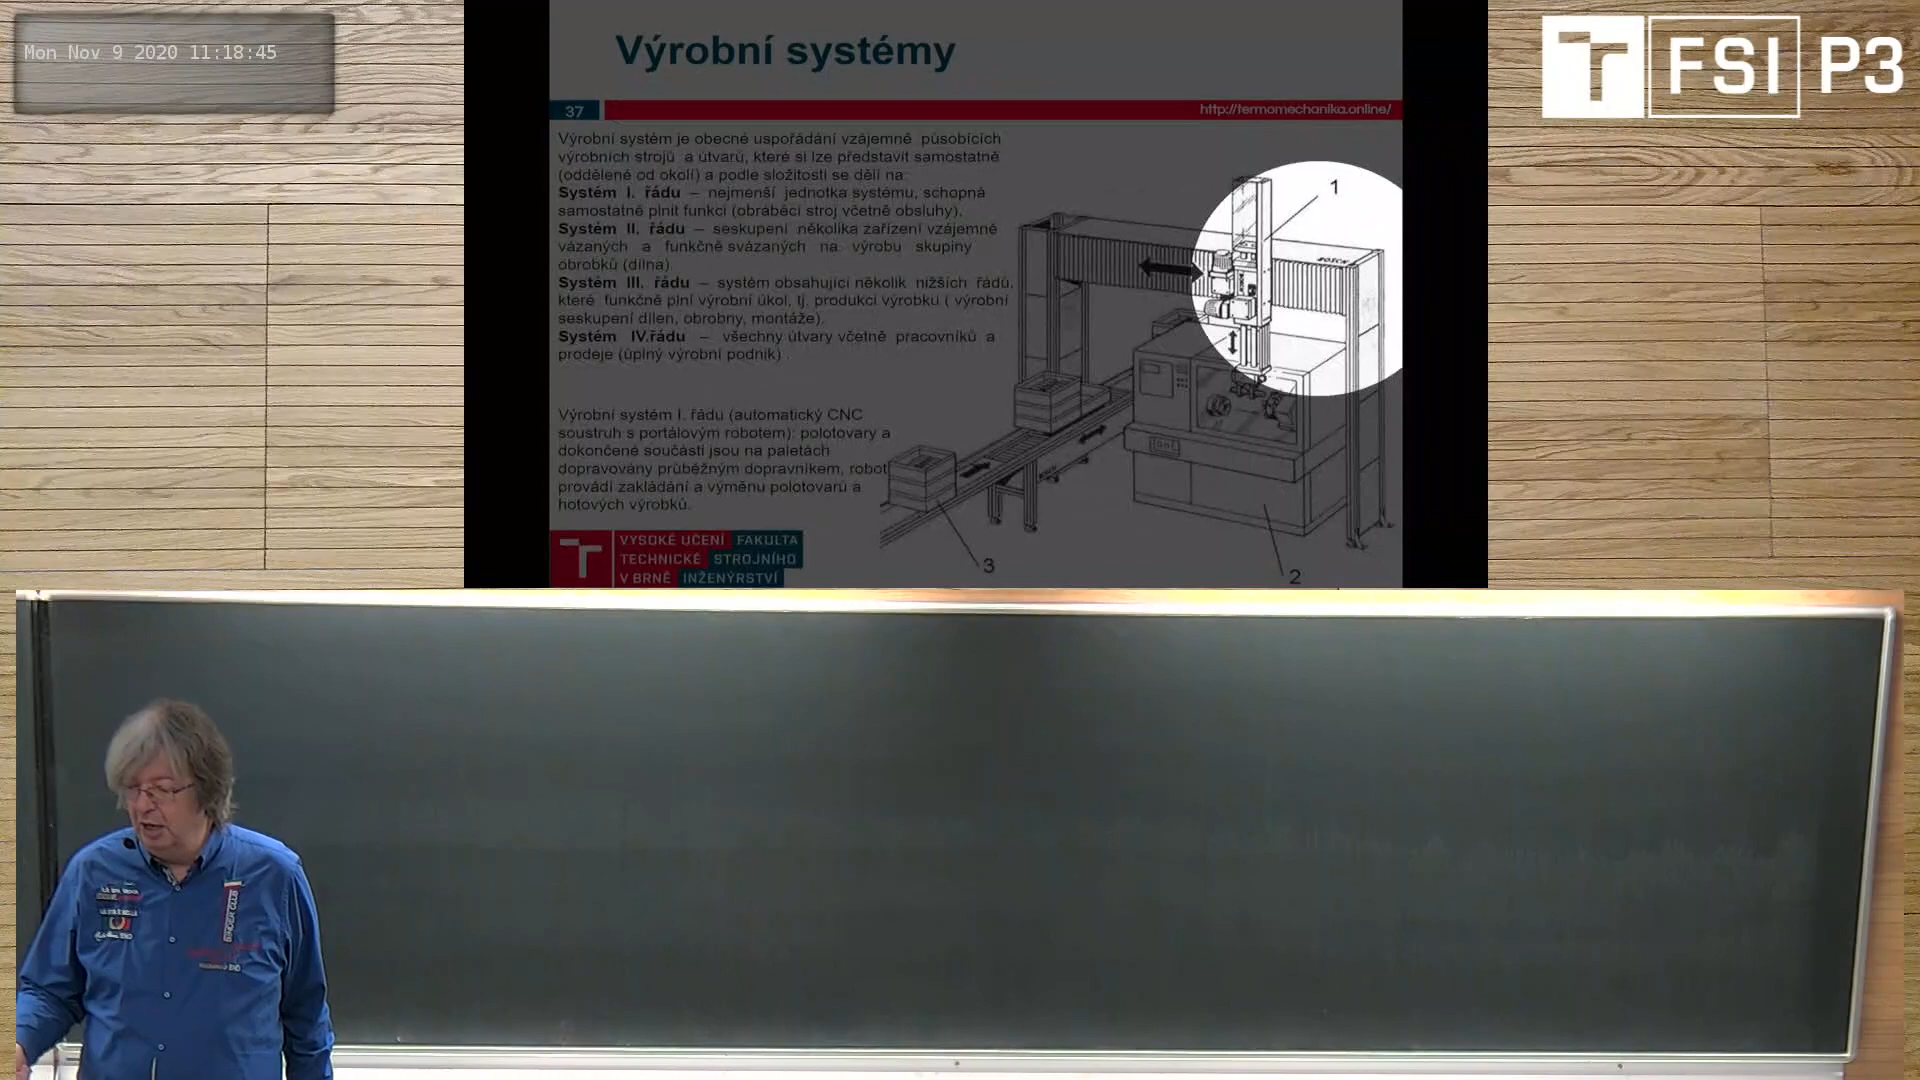 Mon Nov 9 2020 11:18:45
FSI P3
Výrobní systémy
37
http://termomechanika.online/
Výrobní systém je obecné uspořádání vzájemně působících
výrobních strojů a útvarů, které si lze představit samostatně
(oddělené od okolí) a podle složitosti se dělí na:
Systém I. řádu – nejmenší jednotka systému, schopná
samostatně plnit funkci (obráběcí stroj včetně obsluhy),
Systém II. řádu – seskupení několika zařízení vzájemně
vázaných a funkčně svázaných na výrobu skupiny
obrobků (dílna)
Systém III. řádu – systém obsahující několik nižších řádů,
které funkčně plní výrobní úkol, tj. produkci výrobku ( výrobní
seskupení dílen, obrobny, montáže),
Systém IV.řádu – všechny útvary včetně pracovníků a
prodeje (úplný výrobní podnik) .
Výrobní systém I. řádu (automatický CNC
soustruh s portálovým robotem): polotovary a
dokončené součásti jsou na paletách
dopravovány průběžným dopravníkem, robot
provádí zakládání a výměnu polotovarů a
hotových výrobků.
1
BOSCH
2
3
VYSOKÉ UČENÍ FAKULTA
TECHNICKÉ STROJNÍHO
V BRNĚ INŽENÝRSTVÍ